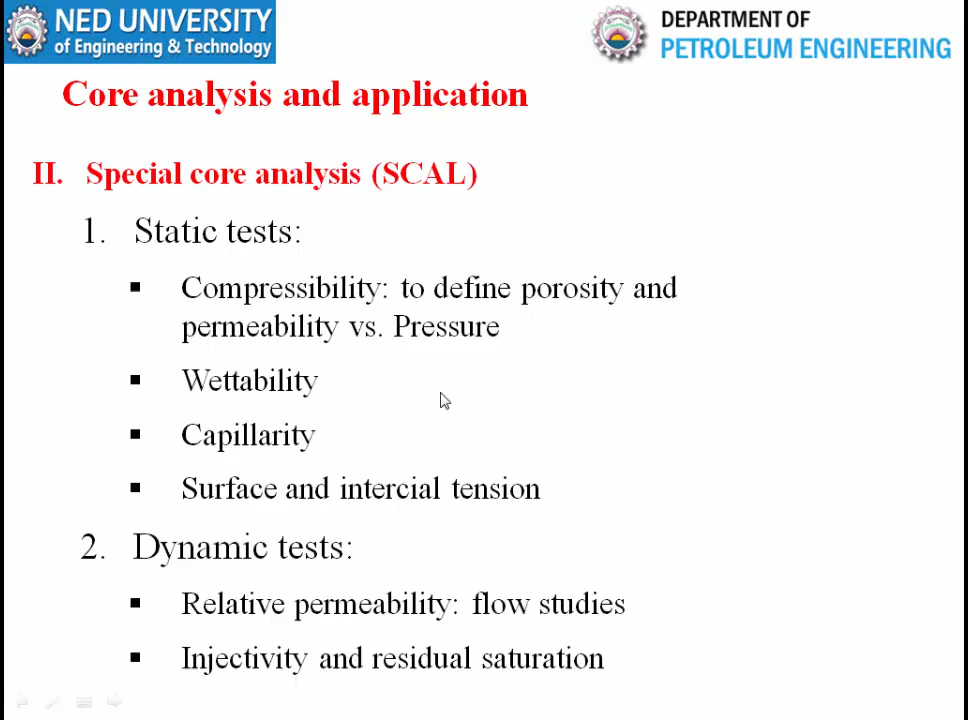 NED UNIVERSITY
of Engineering & Technology
DEPARTMENT OF
PETROLEUM ENGINEERING
Core analysis and application
II. Special core analysis (SCAL)
1. Static tests:
▪ Compressibility: to define porosity and
permeability vs. Pressure
▪ Wettability
▪ Capillarity
▪ Surface and intercial tension
2. Dynamic tests:
▪ Relative permeability: flow studies
▪ Injectivity and residual saturation